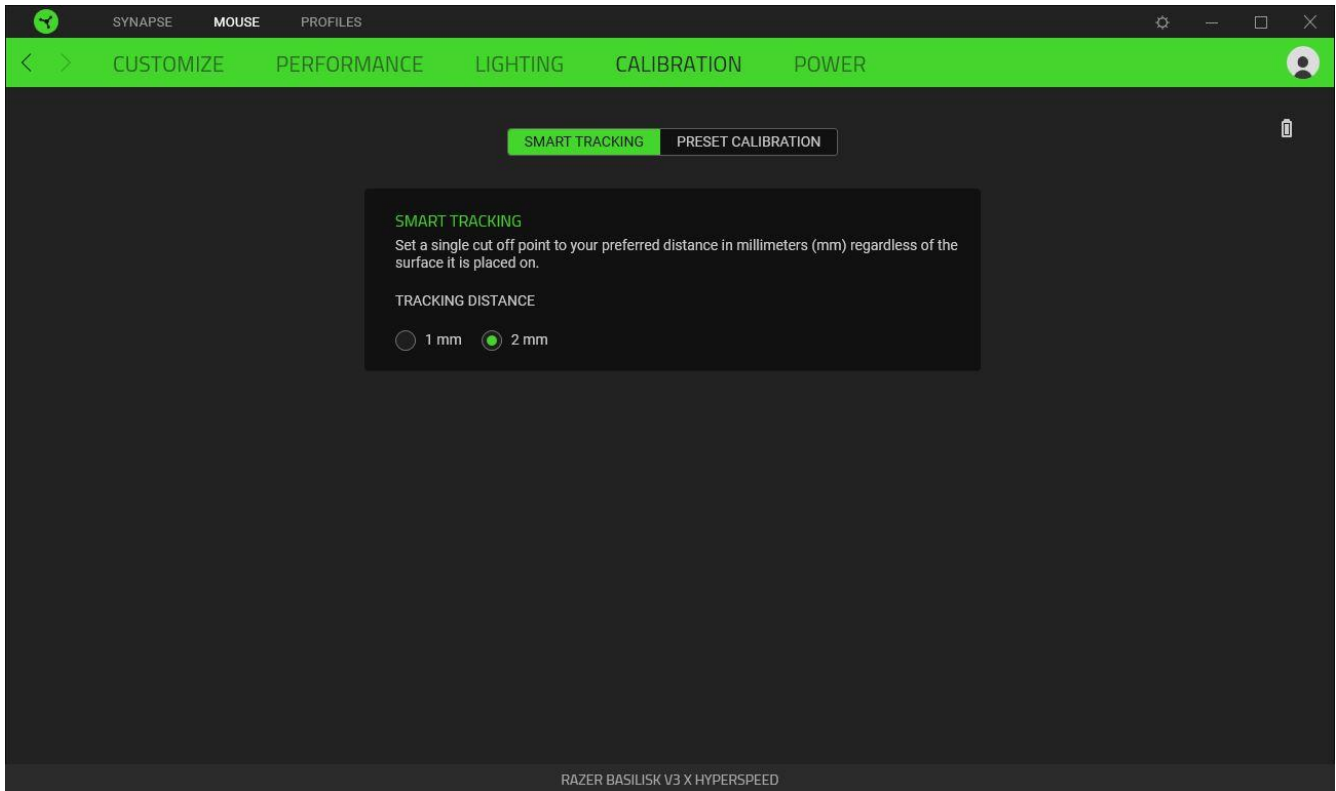 SYNAPSE MOUSE PROFILES
CUSTOMIZE PERFORMANCE LIGHTING CALIBRATION POWER
SMART TRACKING PRESET CALIBRATION
SMART TRACKING
Set a single cut off point to your preferred distance in millimeters (mm) regardless of the
surface it is placed on.
TRACKING DISTANCE
1 mm 2 mm
RAZER BASILISK V3 X HYPERSPEED